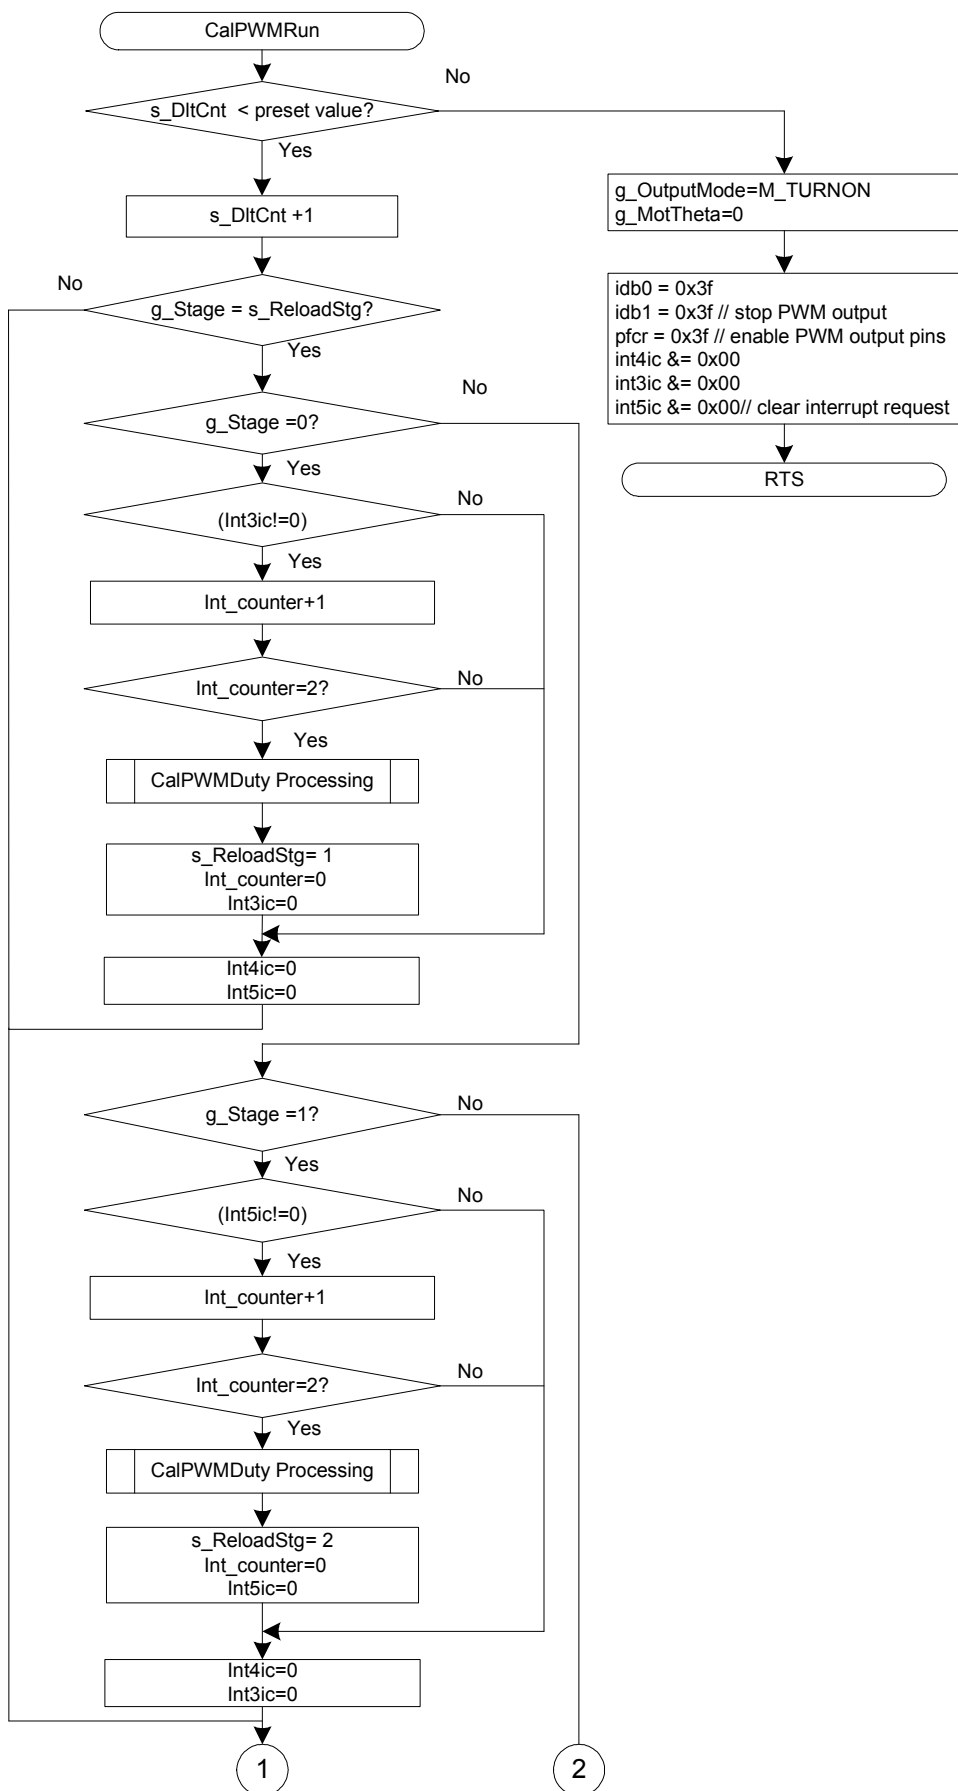 CalPWMRun
No
s_DltCnt < preset value?
Yes
s_DltCnt +1
g_OutputMode=M_TURNON
g_MotTheta=0
No
g_Stage = s_ReloadStg?
Yes
idb0 = 0x3f
idb1 = 0x3f // stop PWM output
pfcr = 0x3f // enable PWM output pins
int4ic &= 0x00
int3ic &= 0x00
int5ic &= 0x00// clear interrupt request
RTS
No
g_Stage =0?
Yes
No
(Int3ic!=0)
Yes
Int_counter+1
No
Int_counter=2?
Yes
CalPWMDuty Processing
s_ReloadStg= 1
Int_counter=0
Int3ic=0
Int4ic=0
Int5ic=0
No
g_Stage =1?
Yes
No
(Int5ic!=0)
Yes
Int_counter+1
No
Int_counter=2?
Yes
CalPWMDuty Processing
s_ReloadStg= 2
Int_counter=0
Int5ic=0
Int4ic=0
Int3ic=0
1
2